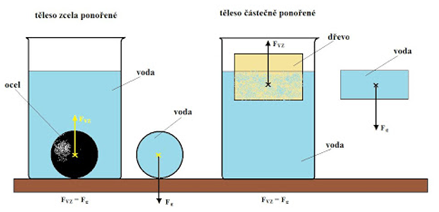 těleso zcela ponořené
těleso částečně ponořené
F_VZ
dřevo
voda
ocel
voda
voda
F_VZ
F_g
voda
F_g
F_VZ = F_g
F_VZ = F_g